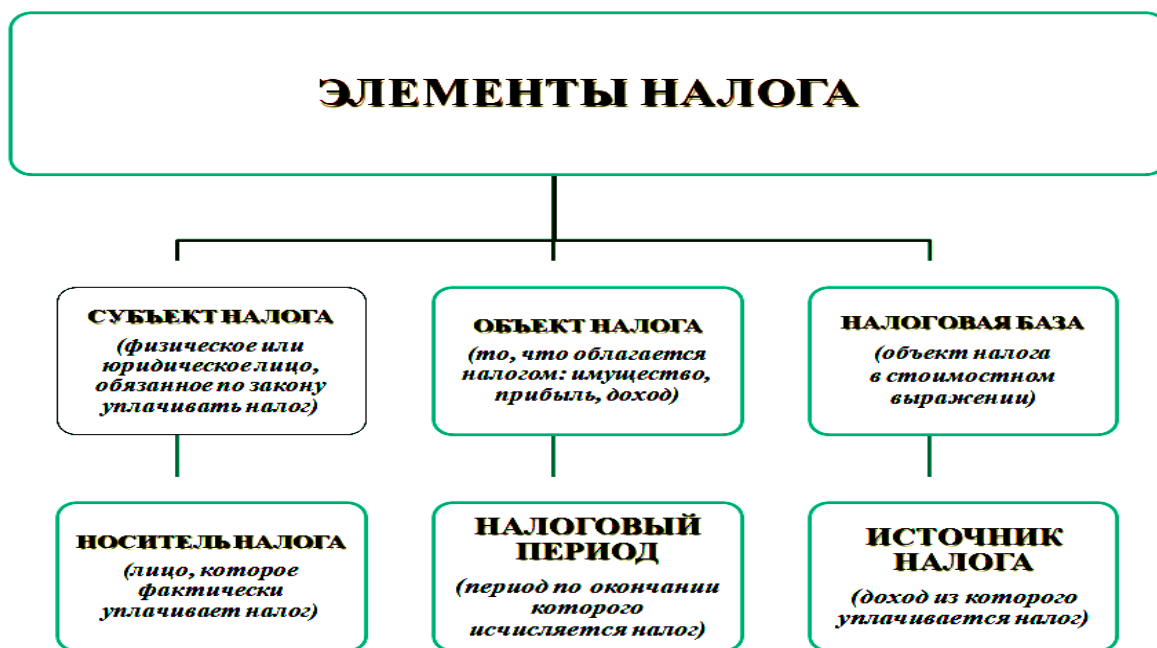 ЭЛЕМЕНТЫ НАЛОГА
СУБЪЕКТ НАЛОГА
(физическое или
юридическое лицо,
обязанное по закону
уплачивать налог)
ОБЪЕКТ НАЛОГА
(то, что облагается
налогом: имущество,
прибыль, доход)
НАЛОГОВАЯ БАЗА
(объект налога
в стоимостном
выражении)
НОСИТЕЛЬ НАЛОГА
(лицо, которое
фактически
уплачивает налог)
НАЛОГОВЫЙ
ПЕРИОД
(период по окончании
которого
исчисляется налог)
ИСТОЧНИК
НАЛОГА
(доход из которого
уплачивается налог)